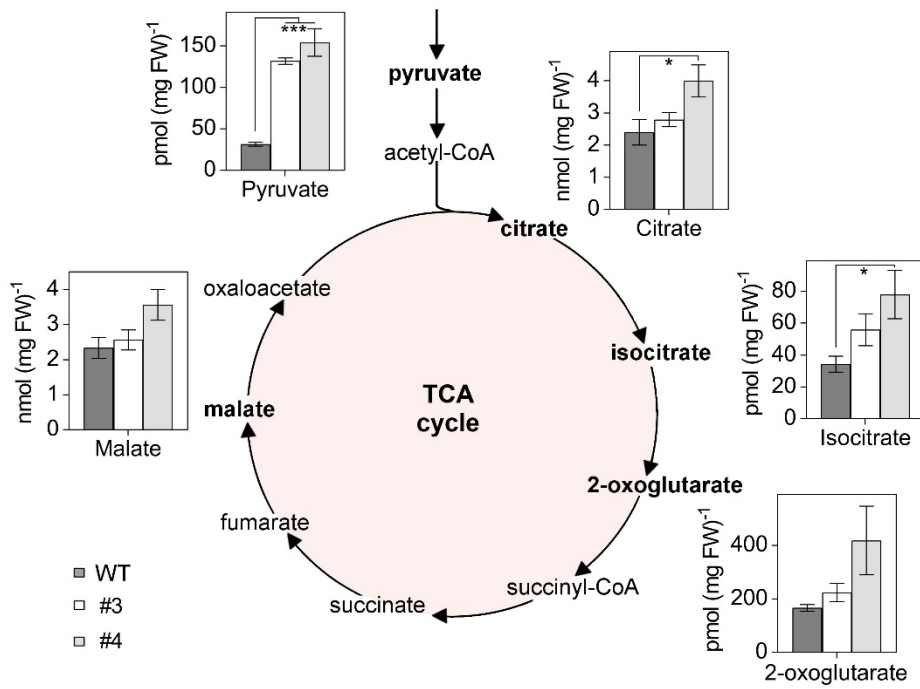 150
100
50
0
pmol (mg FW)-1
***
Pyruvate
pyruvate
acetyl-CoA
4
3
2
1
0
nmol (mg FW)-1
*
Citrate
citrate
oxaloacetate
4
3
2
1
0
nmol (mg FW)-1
Malate
malate
TCA
cycle
isocitrate
80
60
40
20
0
pmol (mg FW)-1
*
Isocitrate
2-oxoglutarate
fumarate
succinate
succinyl-CoA
400
200
0
pmol (mg FW)-1
2-oxoglutarate
WT
#3
#4